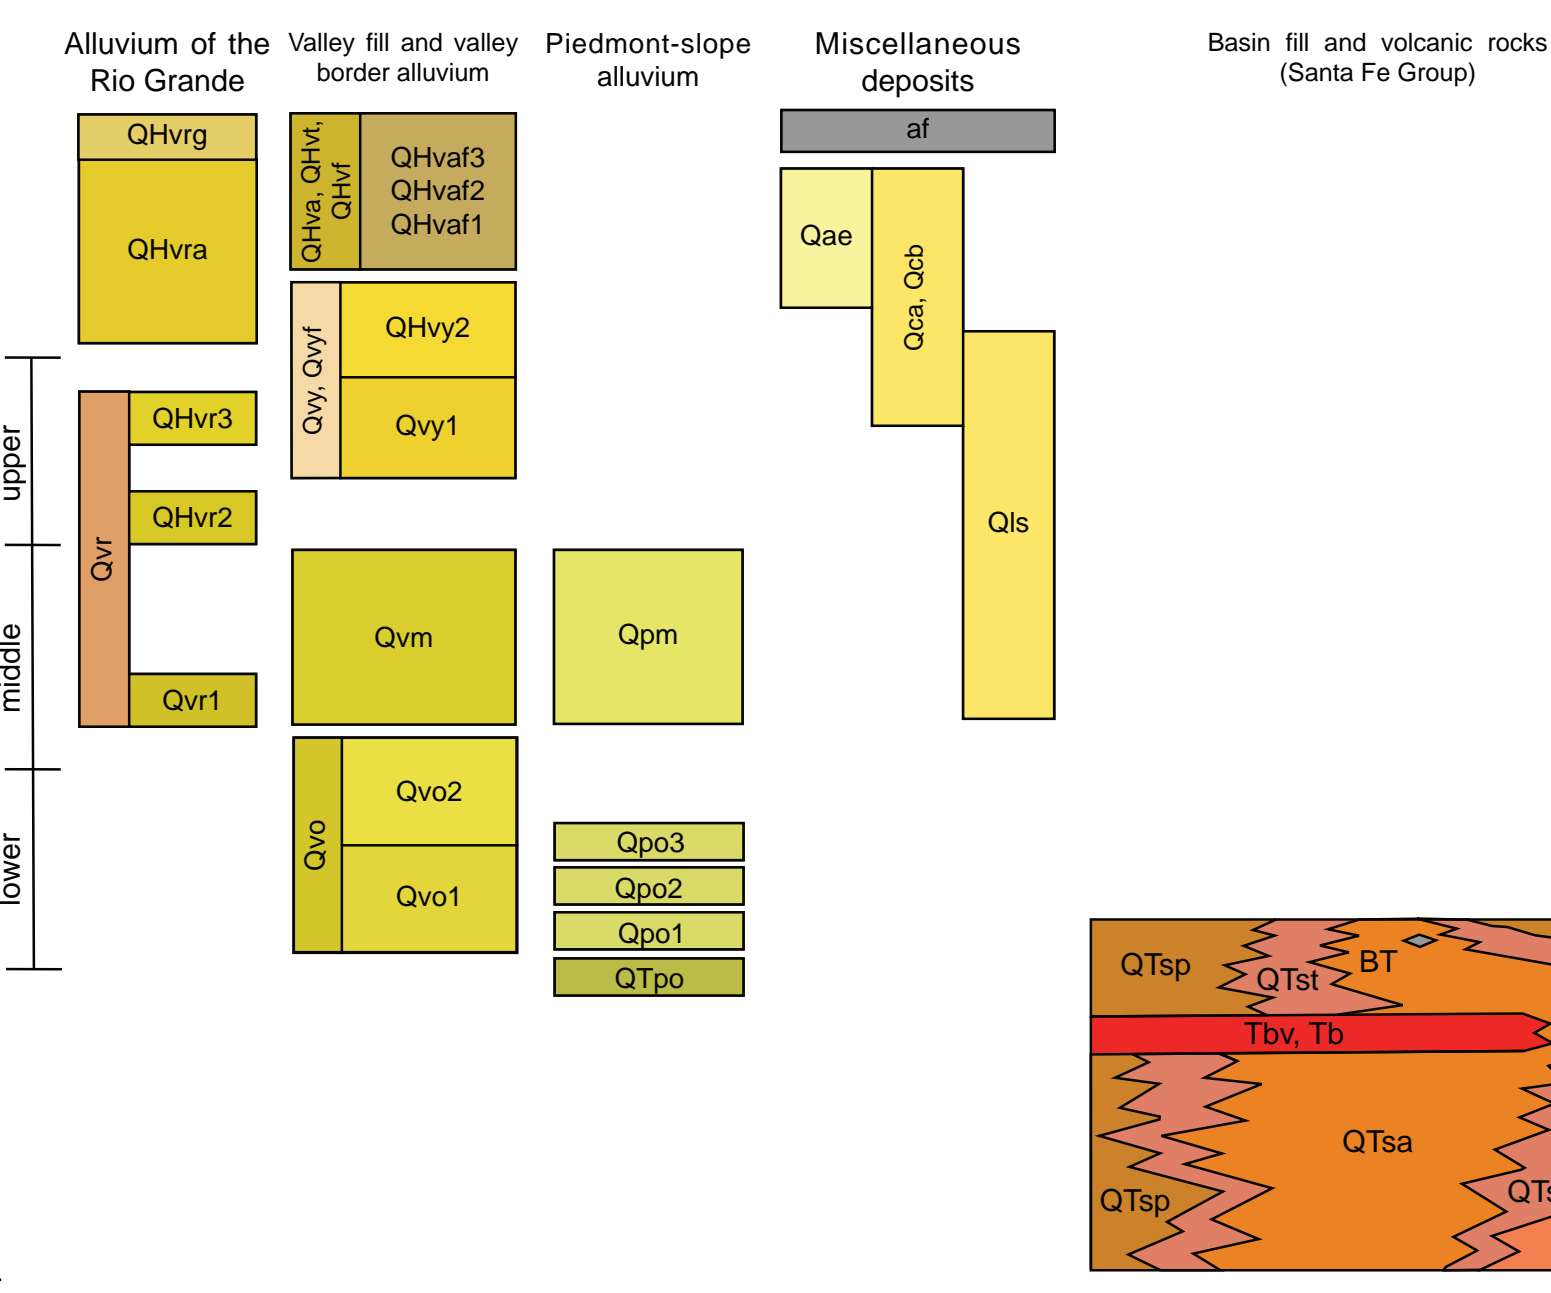 Alluvium of the
Rio Grande
Valley fill and valley
border alluvium
Piedmont-slope
alluvium
Miscellaneous
deposits
Basin fill and volcanic rocks
(Santa Fe Group)
QHvrg
QHvra
QHva, QHvt,
QHvf
QHvaf3
QHvaf2
QHvaf1
af
Qae
Qca, Qcb
Qls
Qvy, Qvyf
QHvy2
Qvy1
upper
middle
lower
Qvr
QHvr3
QHvr2
Qvr1
Qvm
Qpm
Qvo
Qvo2
Qvo1
Qpo3
Qpo2
Qpo1
QTpo
QTsp
QTst
BT
Tbv, Tb
QTsa
QTsp